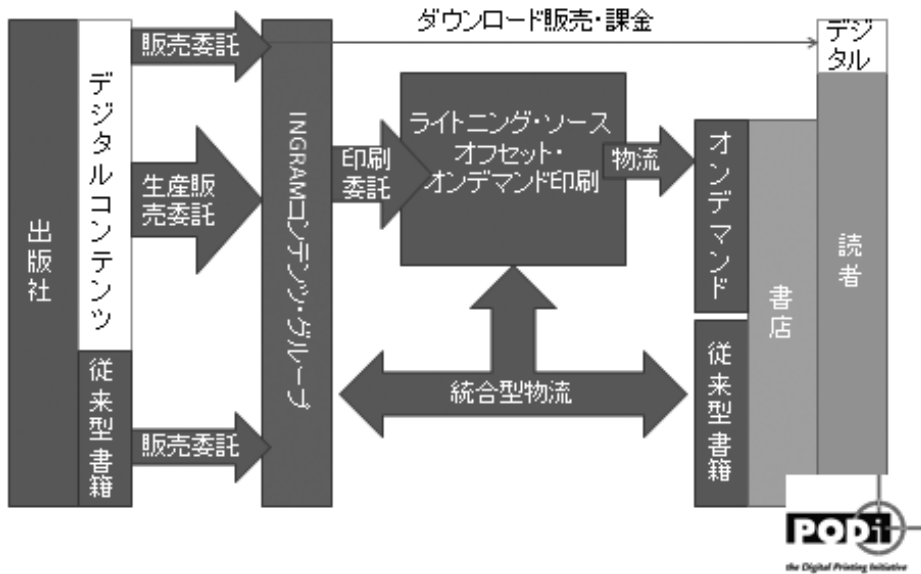 ダウンロード販売・課金
出版社
デジタルコンテンツ
従来型書籍
販売委託
生産販
売委託
販売委託
INGRAMコンテンツ・グループ
印刷
委託
ライトニング・ソース
オフセット・
オンデマンド印刷
物流
統合型物流
オンデマンド
従来型書籍
書店
デジ
タル
読者
PODi
the Digital Printing Initiative